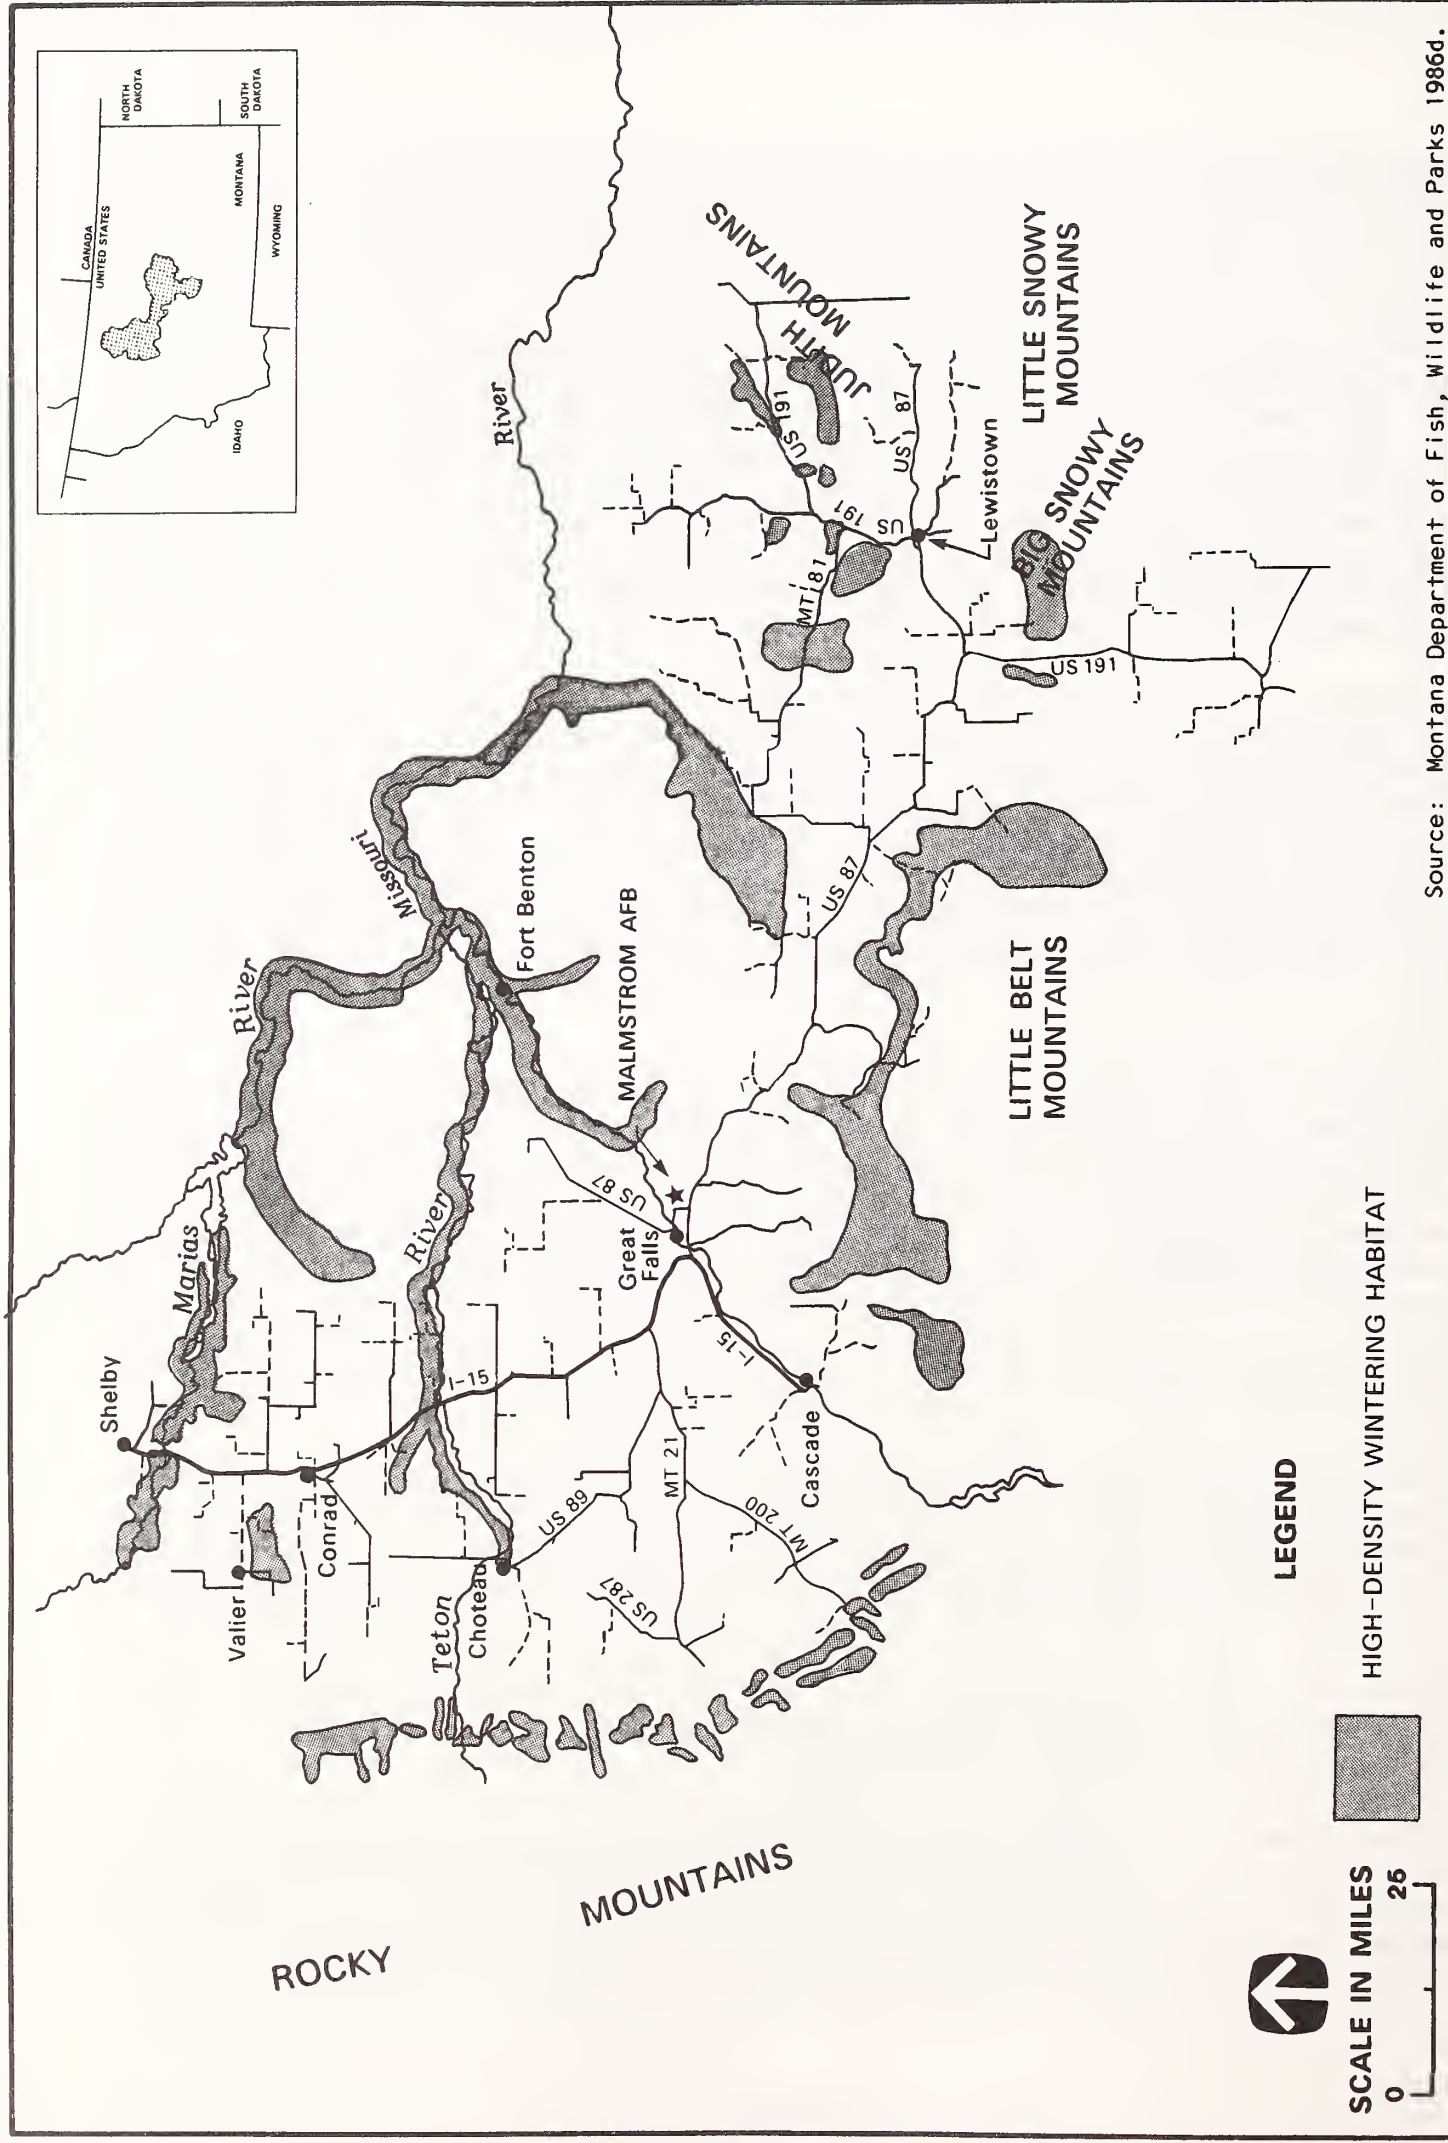 CANADA
UNITED STATES
NORTH
DAKOTA
SOUTH
DAKOTA
MONTANA
WYOMING
IDAHO
Shelby
Marias
River
Valier
Conrad
Missouri
River
Teton
River
Choteau
I-15
Fort Benton
MALMSTROM AFB
US 87
Great
Falls
US 89
MT 21
US 287
MT 200
I-15
Cascade
US 87
MT 81
US 191
US 191
US 87
Lewistown
US 191
JUDITH
MOUNTAINS
LITTLE SNOWY
MOUNTAINS
BIG SNOWY
MOUNTAINS
LITTLE BELT
MOUNTAINS
ROCKY
MOUNTAINS
LEGEND
HIGH-DENSITY WINTERING HABITAT
SCALE IN MILES
0 25
Source: Montana Department of Fish, Wildlife and Parks 1986d.